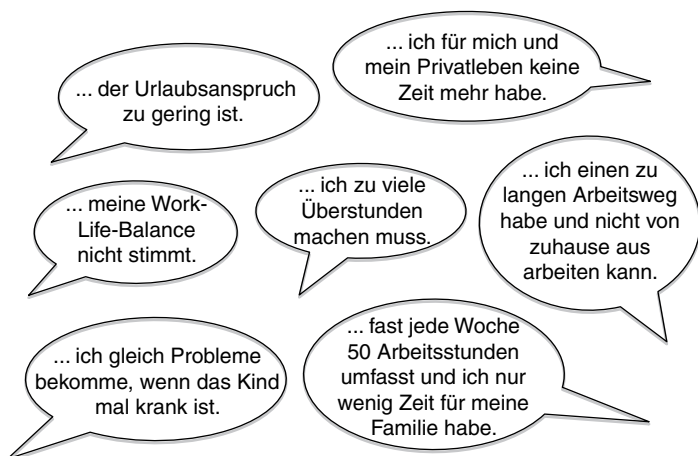 ... der Urlaubsanspruch
zu gering ist.
... ich für mich und
mein Privatleben keine
Zeit mehr habe.
... meine Work-
Life-Balance
nicht stimmt.
... ich zu viele
Überstunden
machen muss.
... ich einen zu
langen Arbeitsweg
habe und nicht von
zuhause aus
arbeiten kann.
... ich gleich Probleme
bekomme, wenn das Kind
mal krank ist.
... fast jede Woche
50 Arbeitsstunden
umfasst und ich nur
wenig Zeit für meine
Familie habe.